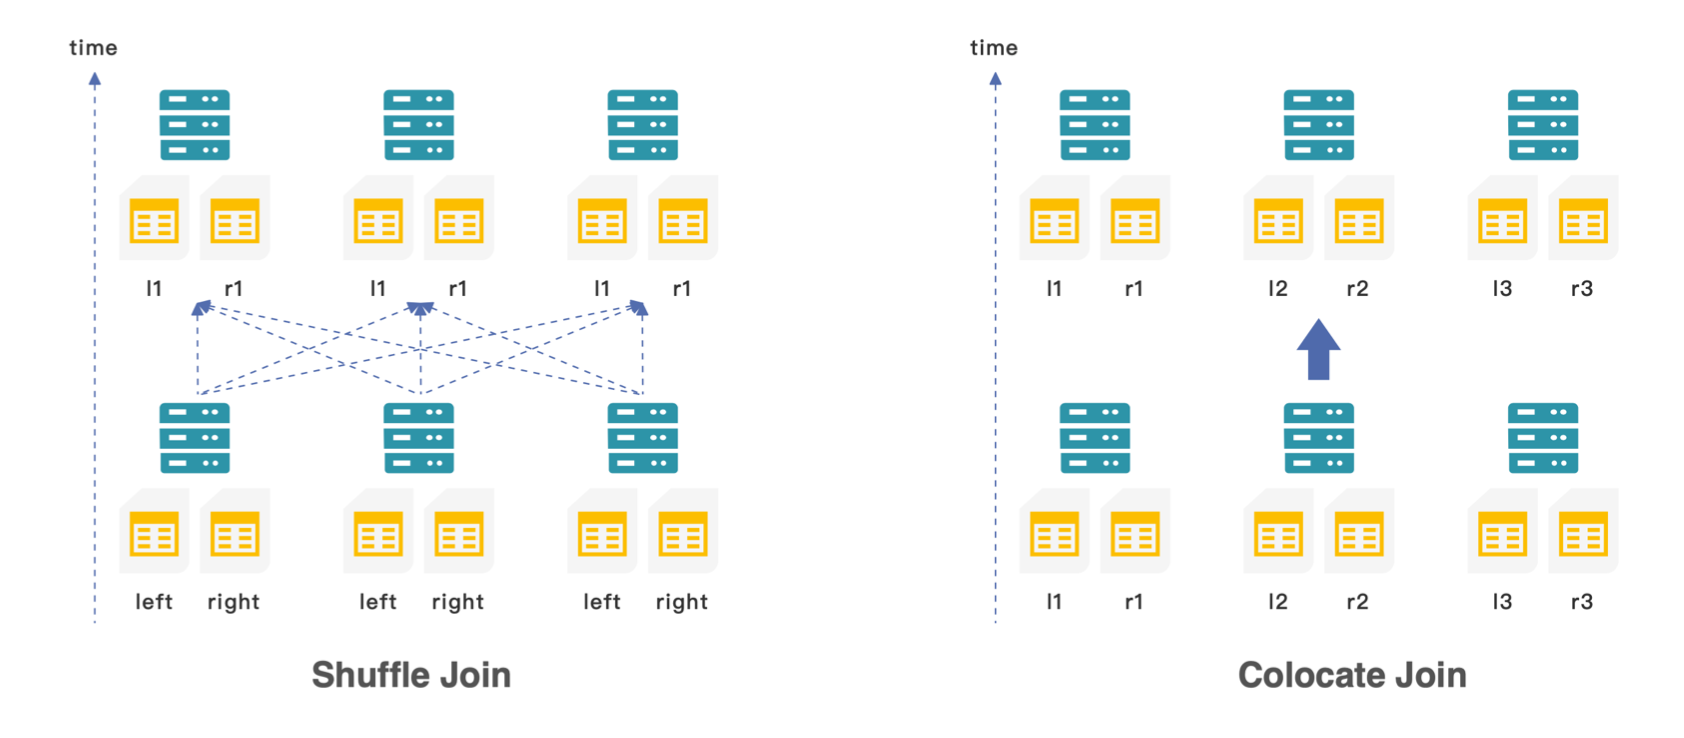 time
time
l1 r1 l1 r1 l1 r1
l1 r1 l2 r2 l3 r3
left right left right left right
l1 r1 l2 r2 l3 r3
Shuffle Join
Colocate Join